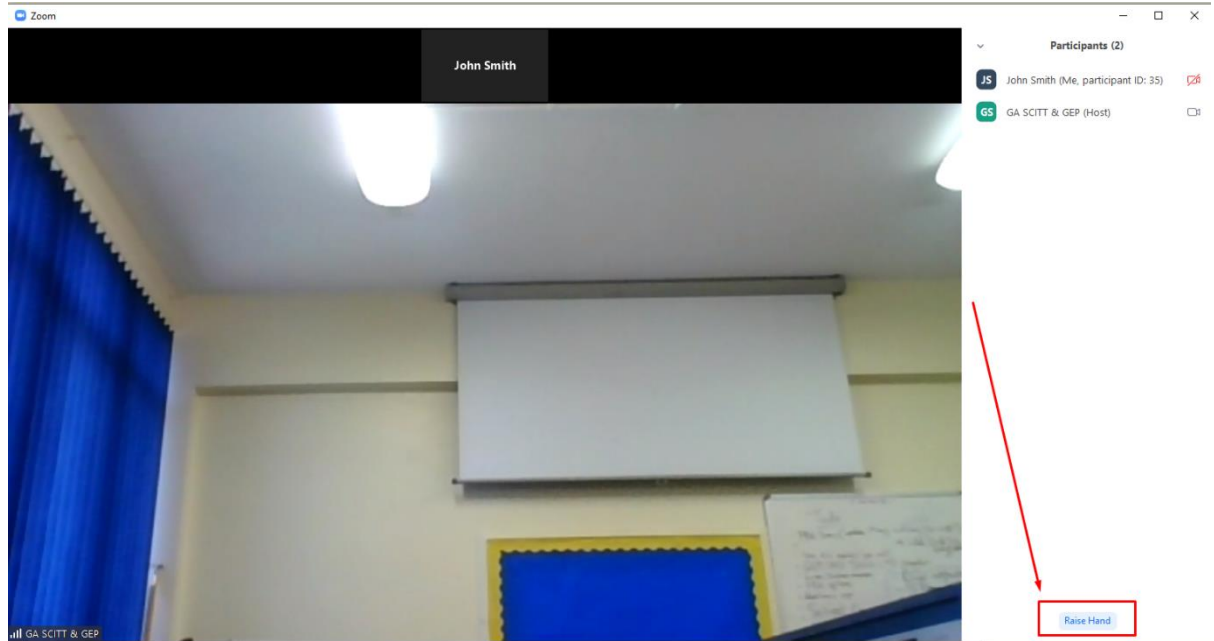 Zoom
John Smith
Participants (2)
JS John Smith (Me, participant ID: 35)
GS GA SCITT & GEP (Host)
Raise Hand
GA SCITT & GEP